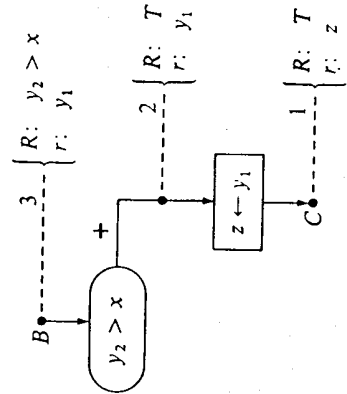 B
3
{ R: y₂ > x
r: y₁
y₂ > x
+
2
{ R: T
r: y₁
z ← y₁
C
1
{ R: T
r: z